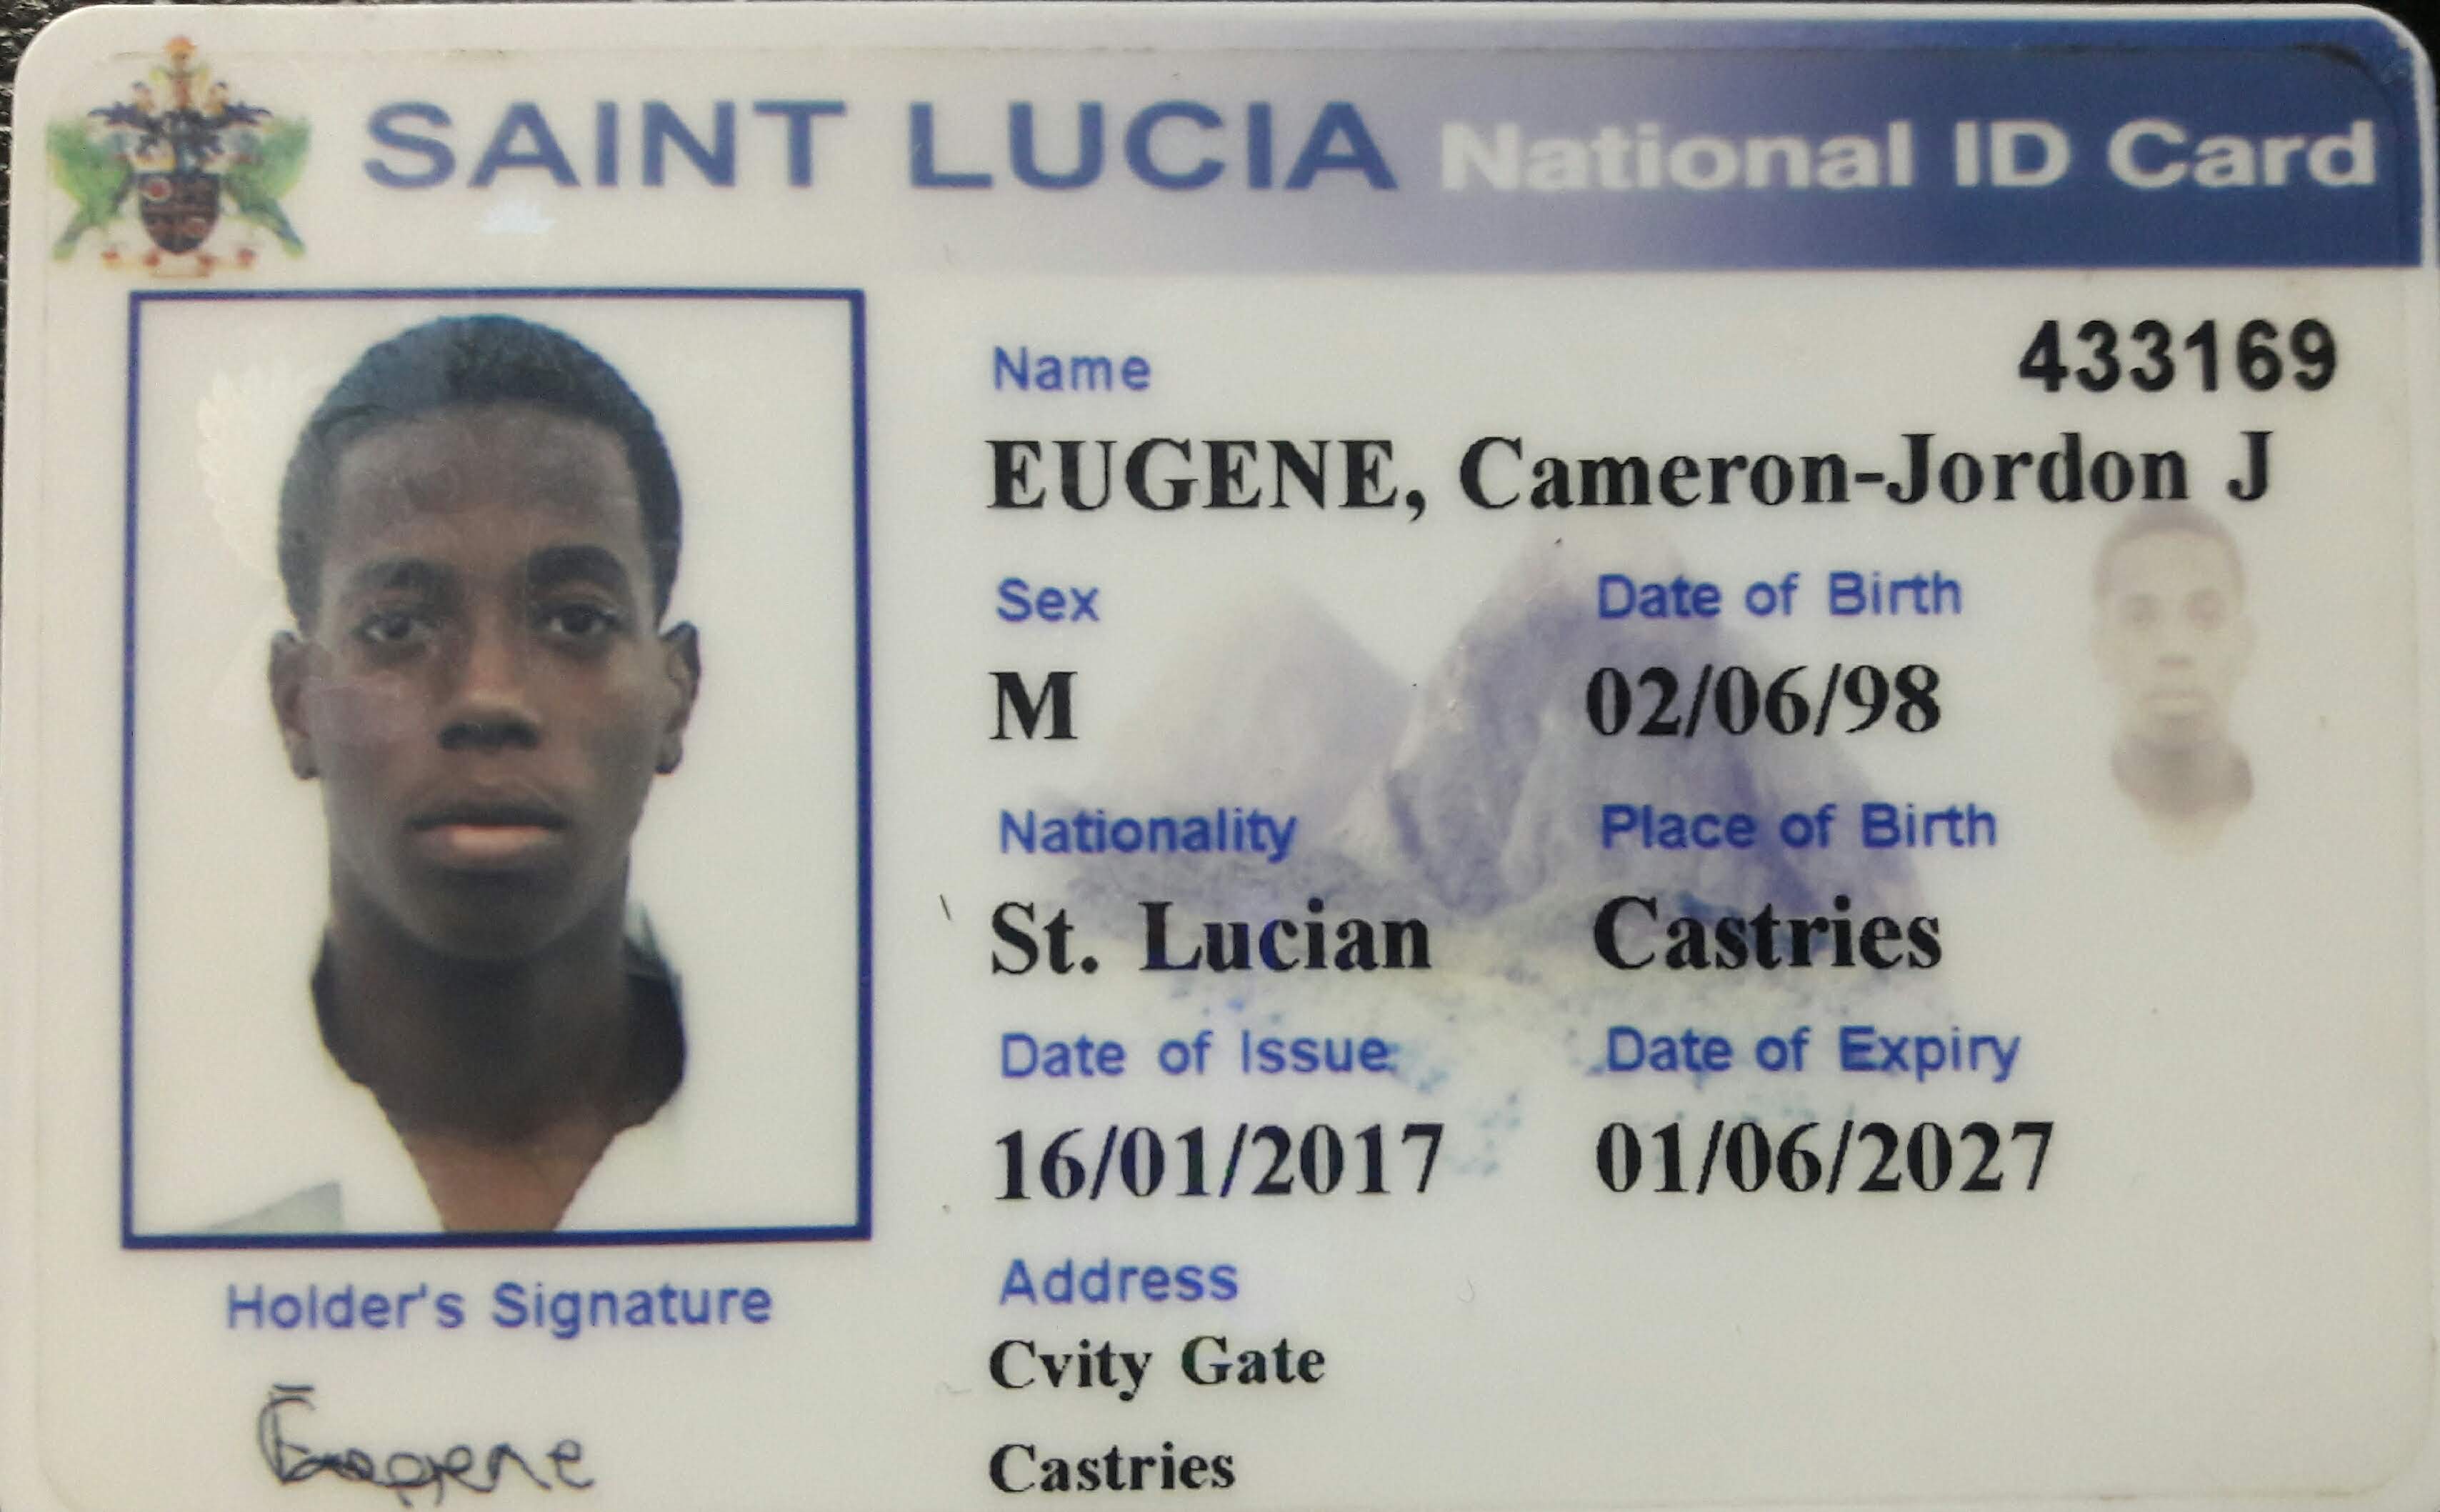 SAINT LUCIA National ID Card
433169
Name
EUGENE, Cameron-Jordon J
Sex Date of Birth
M 02/06/98
Nationality Place of Birth
St. Lucian Castries
Date of Issue Date of Expiry
16/01/2017 01/06/2027
Address
Cvity Gate
Castries
Holder's Signature
Eugene